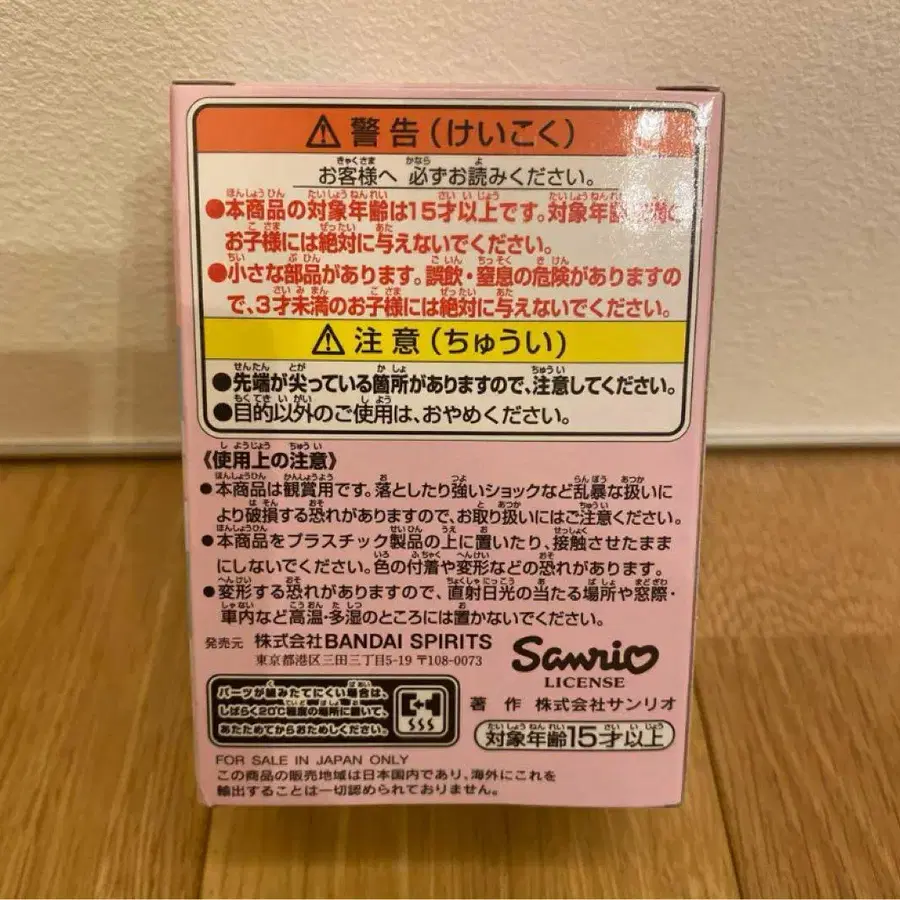 ⚠警告(けいこく)
お客様へ 必ずお読みください。
●本商品の対象年齢は15才以上です。対象年齢
お子様には絶対に与えないでください。
●小さな部品があります。誤飲・窒息の危険がありますの
で、3才未満のお子様には絶対に与えないでください。
⚠注意(ちゅうい)
●先端が尖っている箇所がありますので、注意してください。
●目的以外のご使用は、おやめください。
《使用上の注意》
●本商品は観賞用です。落としたり強いショックなど乱暴な扱いに
より破損する恐れがありますので、お取り扱いにはご注意ください。
●本商品をプラスチック製品の上に置いたり、接触させたまま
にしないでください。色の付着や変形などの恐れがあります。
●変形する恐れがありますので、直射日光の当たる場所や窓際・
車内など高温・多湿のところには置かないでください。
発売元 株式会社BANDAI SPIRITS
東京都港区三田三丁目5-19 〒108-0073
Sanrio
LICENSE
著作 株式会社サンリオ
パーツが組みたてにくい場合は、
しばらく20℃程度の場所に置いて、
あたためてからおためしください。
対象年齢15才以上
FOR SALE IN JAPAN ONLY
この商品の販売地域は日本国内であり、海外にこれを
輸出することは一切認められておりません。